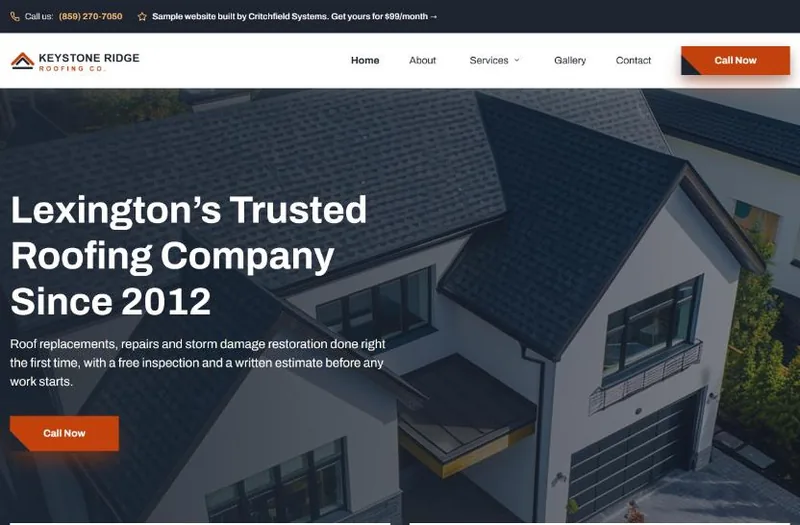 Call us: (859) 270-7050
Sample website built by Critchfield Systems. Get yours for $99/month →
KEYSTONE RIDGE
ROOFING CO.
Home
About
Services
Gallery
Contact
Call Now
Lexington’s Trusted
Roofing Company
Since 2012
Roof replacements, repairs and storm damage restoration done right
the first time, with a free inspection and a written estimate before any
work starts.
Call Now